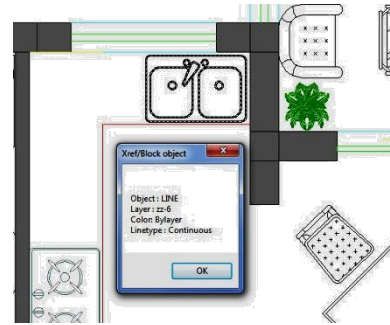 Xref/Block object
Object : LINE
Layer : zz-6
Color: Bylayer
Linetype : Continuous
OK